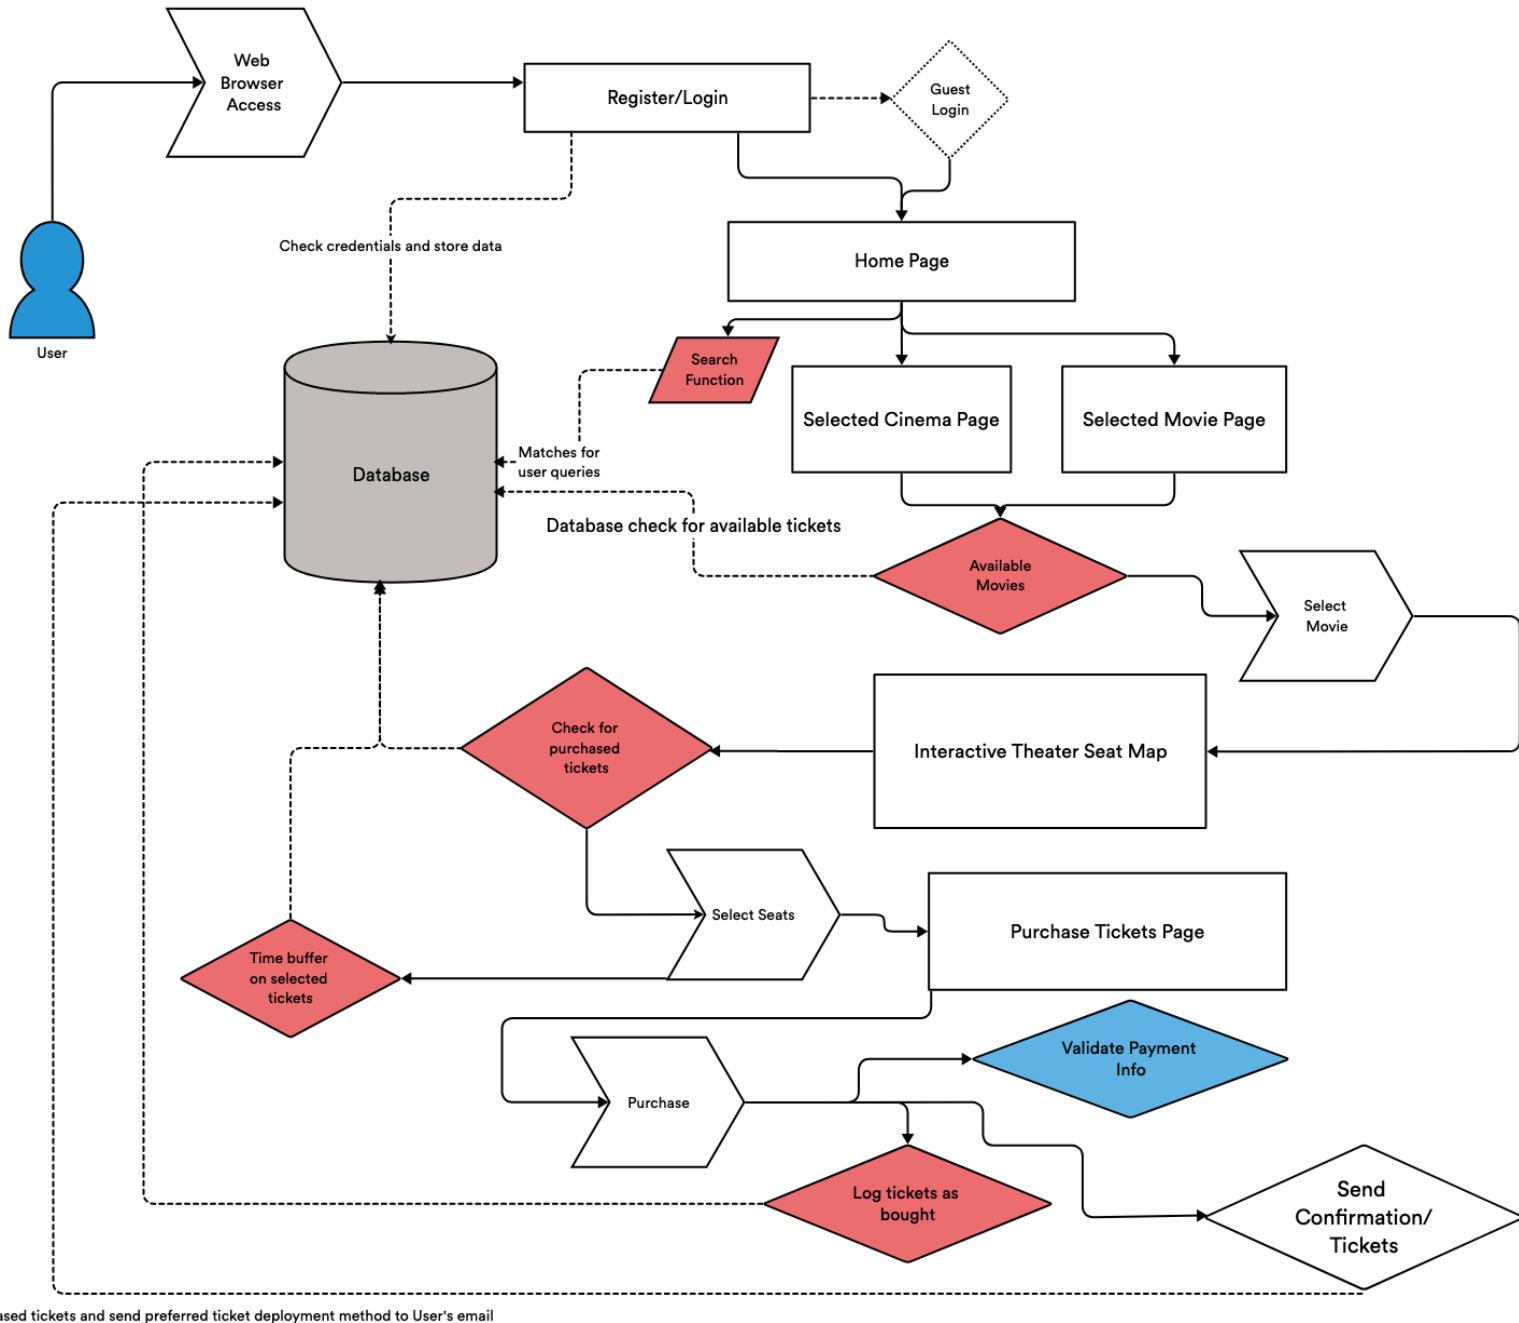 Web
Browser
Access
Register/Login
Guest
Login
Check credentials and store data
Home Page
User
Search
Function
Selected Cinema Page
Selected Movie Page
Database
Matches for
user queries
Database check for available tickets
Available
Movies
Select
Movie
Check for
purchased
tickets
Interactive Theater Seat Map
Select Seats
Purchase Tickets Page
Time buffer
on selected
tickets
Validate Payment
Info
Purchase
Log tickets as
bought
Send
Confirmation/
Tickets
tickets and send preferred ticket deployment method to User's email